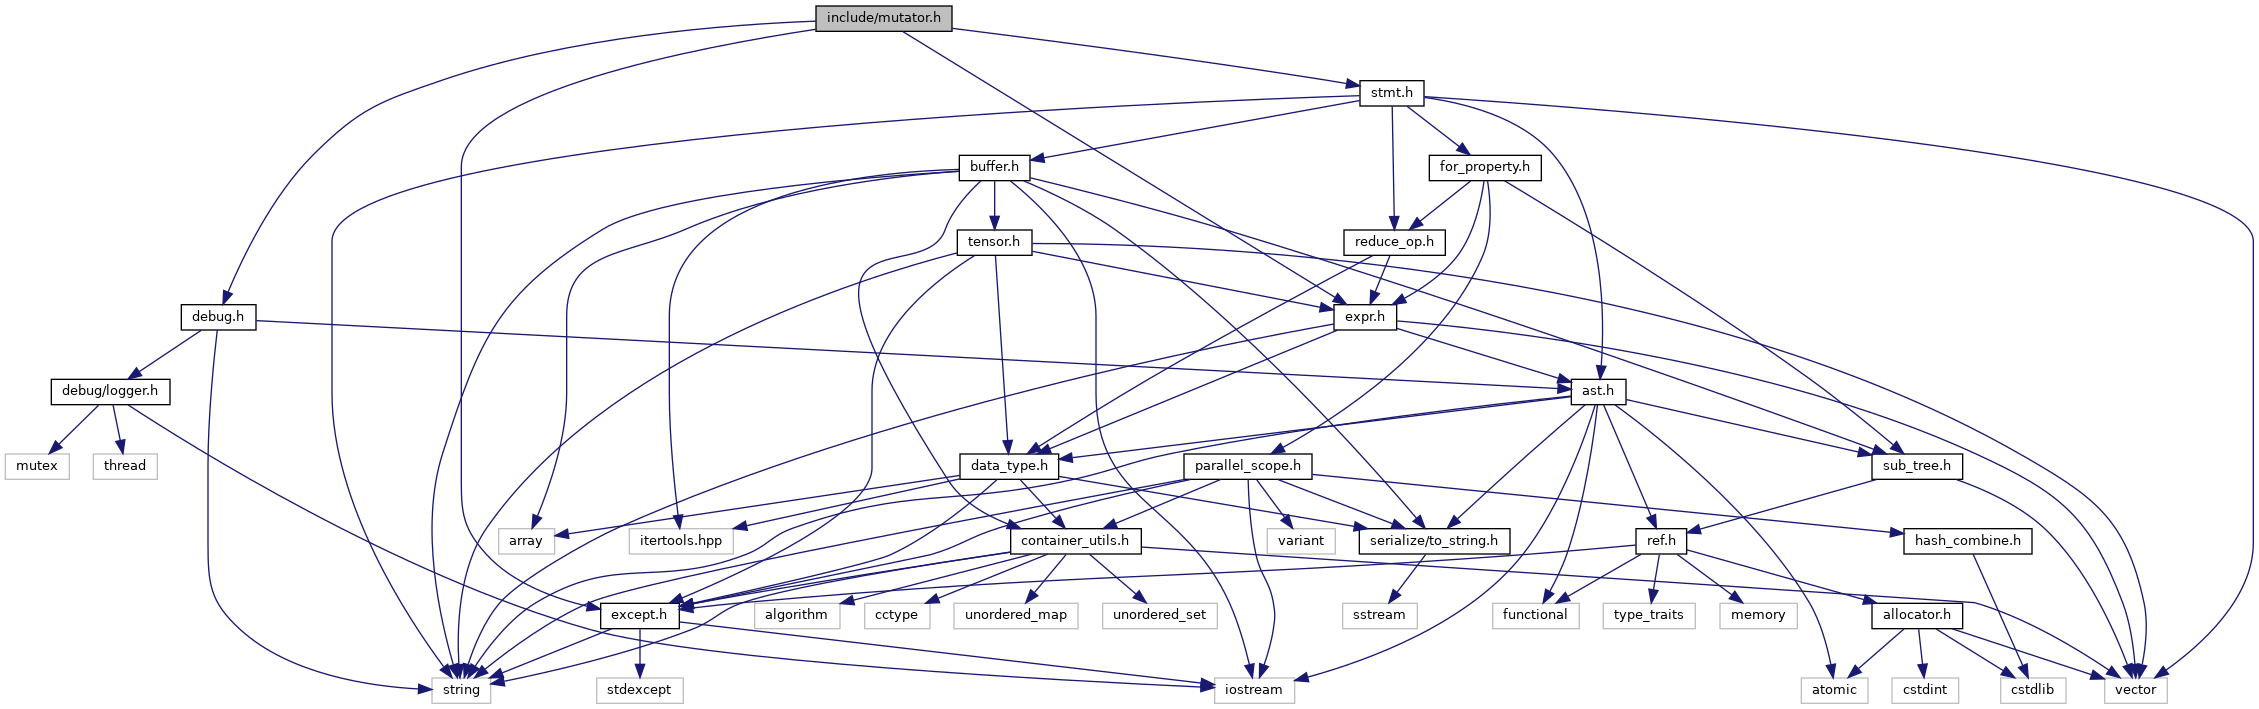 include/mutator.h
stmt.h
buffer.h
for_property.h
tensor.h
reduce_op.h
debug.h
expr.h
debug/logger.h
ast.h
mutex
thread
data_type.h
parallel_scope.h
sub_tree.h
array
itertools.hpp
container_utils.h
variant
serialize/to_string.h
ref.h
hash_combine.h
except.h
algorithm
cctype
unordered_map
unordered_set
sstream
functional
type_traits
memory
allocator.h
string
stdexcept
iostream
atomic
cstdint
cstdlib
vector